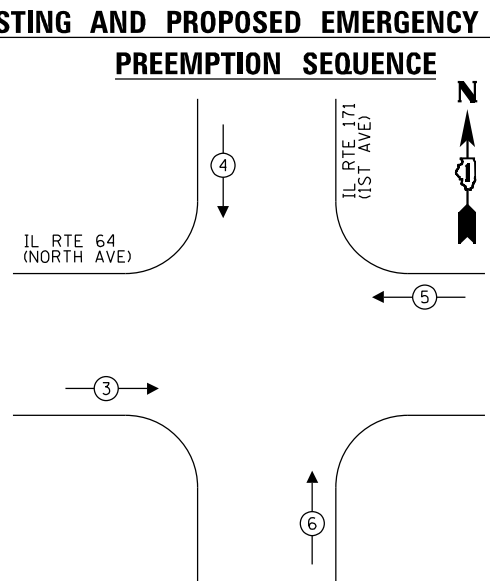 STING AND PROPOSED EMERGENCY
PREEMPTION SEQUENCE
N
IL RTE 171
(1ST AVE)
4
IL RTE 64
(NORTH AVE)
5
3
6